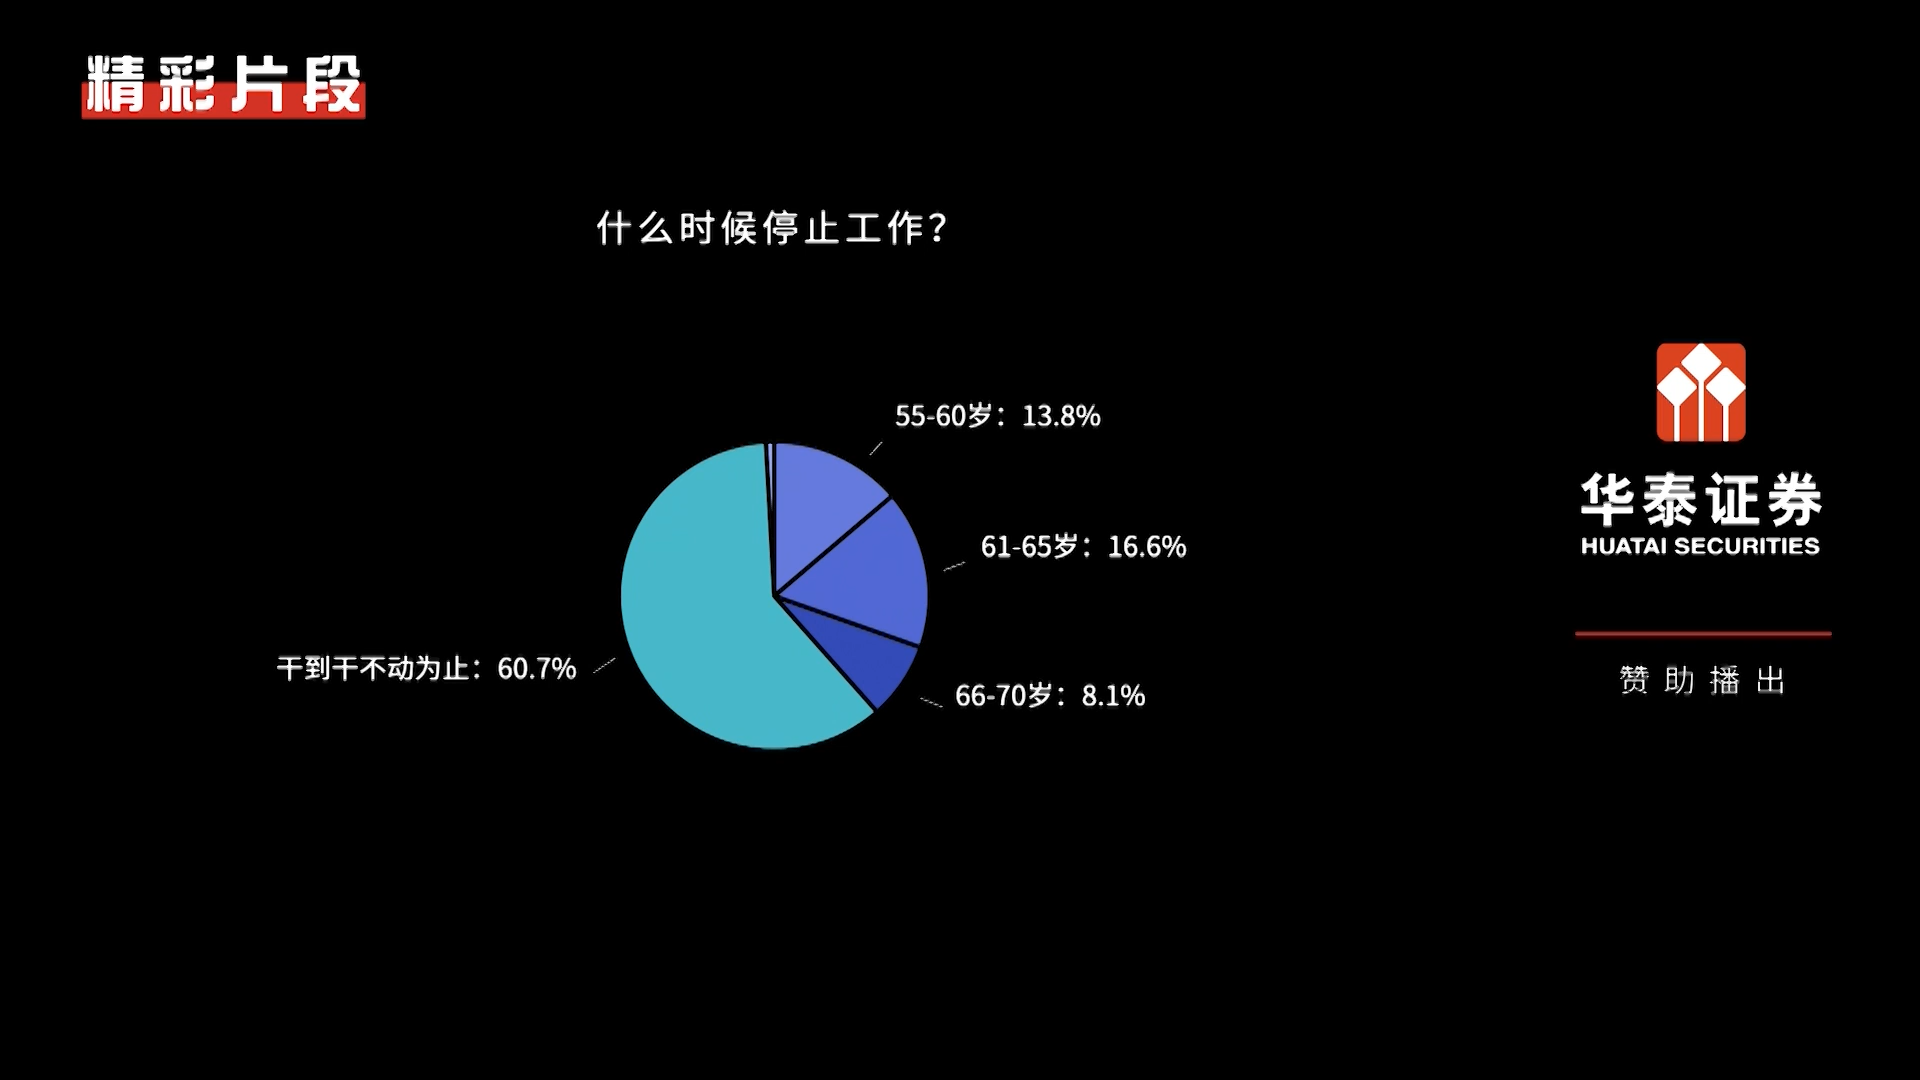 精彩片段
什么时候停止工作?
55-60岁：13.8%
61-65岁：16.6%
干到干不动为止：60.7%
66-70岁：8.1%
华泰证券
HUATAI SECURITIES
赞助播出